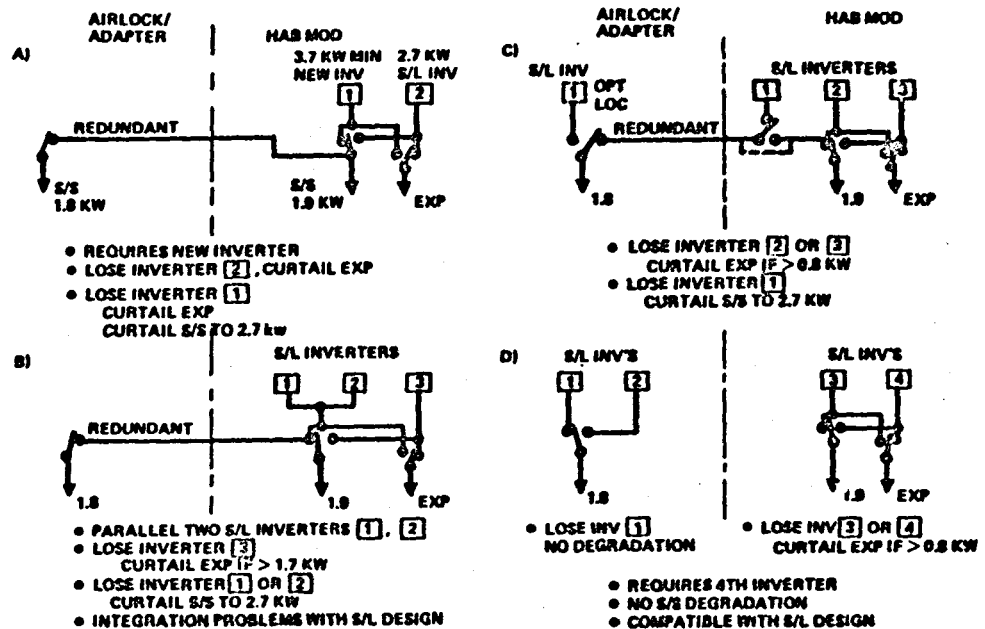 A)
AIRLOCK/
ADAPTER
HAB MOD
3.7 KW MIN
NEW INV
2.7 KW
S/L INV
1
2
REDUNDANT
S/S
1.8 KW
S/S
1.9 KW
EXP
• REQUIRES NEW INVERTER
• LOSE INVERTER 2, CURTAIL EXP
• LOSE INVERTER 1
CURTAIL EXP
CURTAIL S/S TO 2.7 kw
B)
S/L INVERTERS
1
2
3
REDUNDANT
1.8
1.9
EXP
• PARALLEL TWO S/L INVERTERS 1, 2
• LOSE INVERTER 3
CURTAIL EXP IF > 1.7 KW
• LOSE INVERTER 1 OR 2
CURTAIL S/S TO 2.7 KW
• INTEGRATION PROBLEMS WITH S/L DESIGN
C)
AIRLOCK/
ADAPTER
HAB MOD
S/L INV
1
OPT
LOC
S/L INVERTERS
1
2
3
REDUNDANT
1.8
1.9
EXP
• LOSE INVERTER 2 OR 3
CURTAIL EXP IF > 0.8 KW
• LOSE INVERTER 1
CURTAIL S/S TO 2.7 KW
D)
S/L INV'S
1
2
S/L INV'S
3
4
1.8
1.9
EXP
• LOSE INV 1
NO DEGRADATION
• LOSE INV 3 OR 4
CURTAIL EXP IF > 0.8 KW
• REQUIRES 4TH INVERTER
• NO S/S DEGRADATION
• COMPATIBLE WITH S/L DESIGN